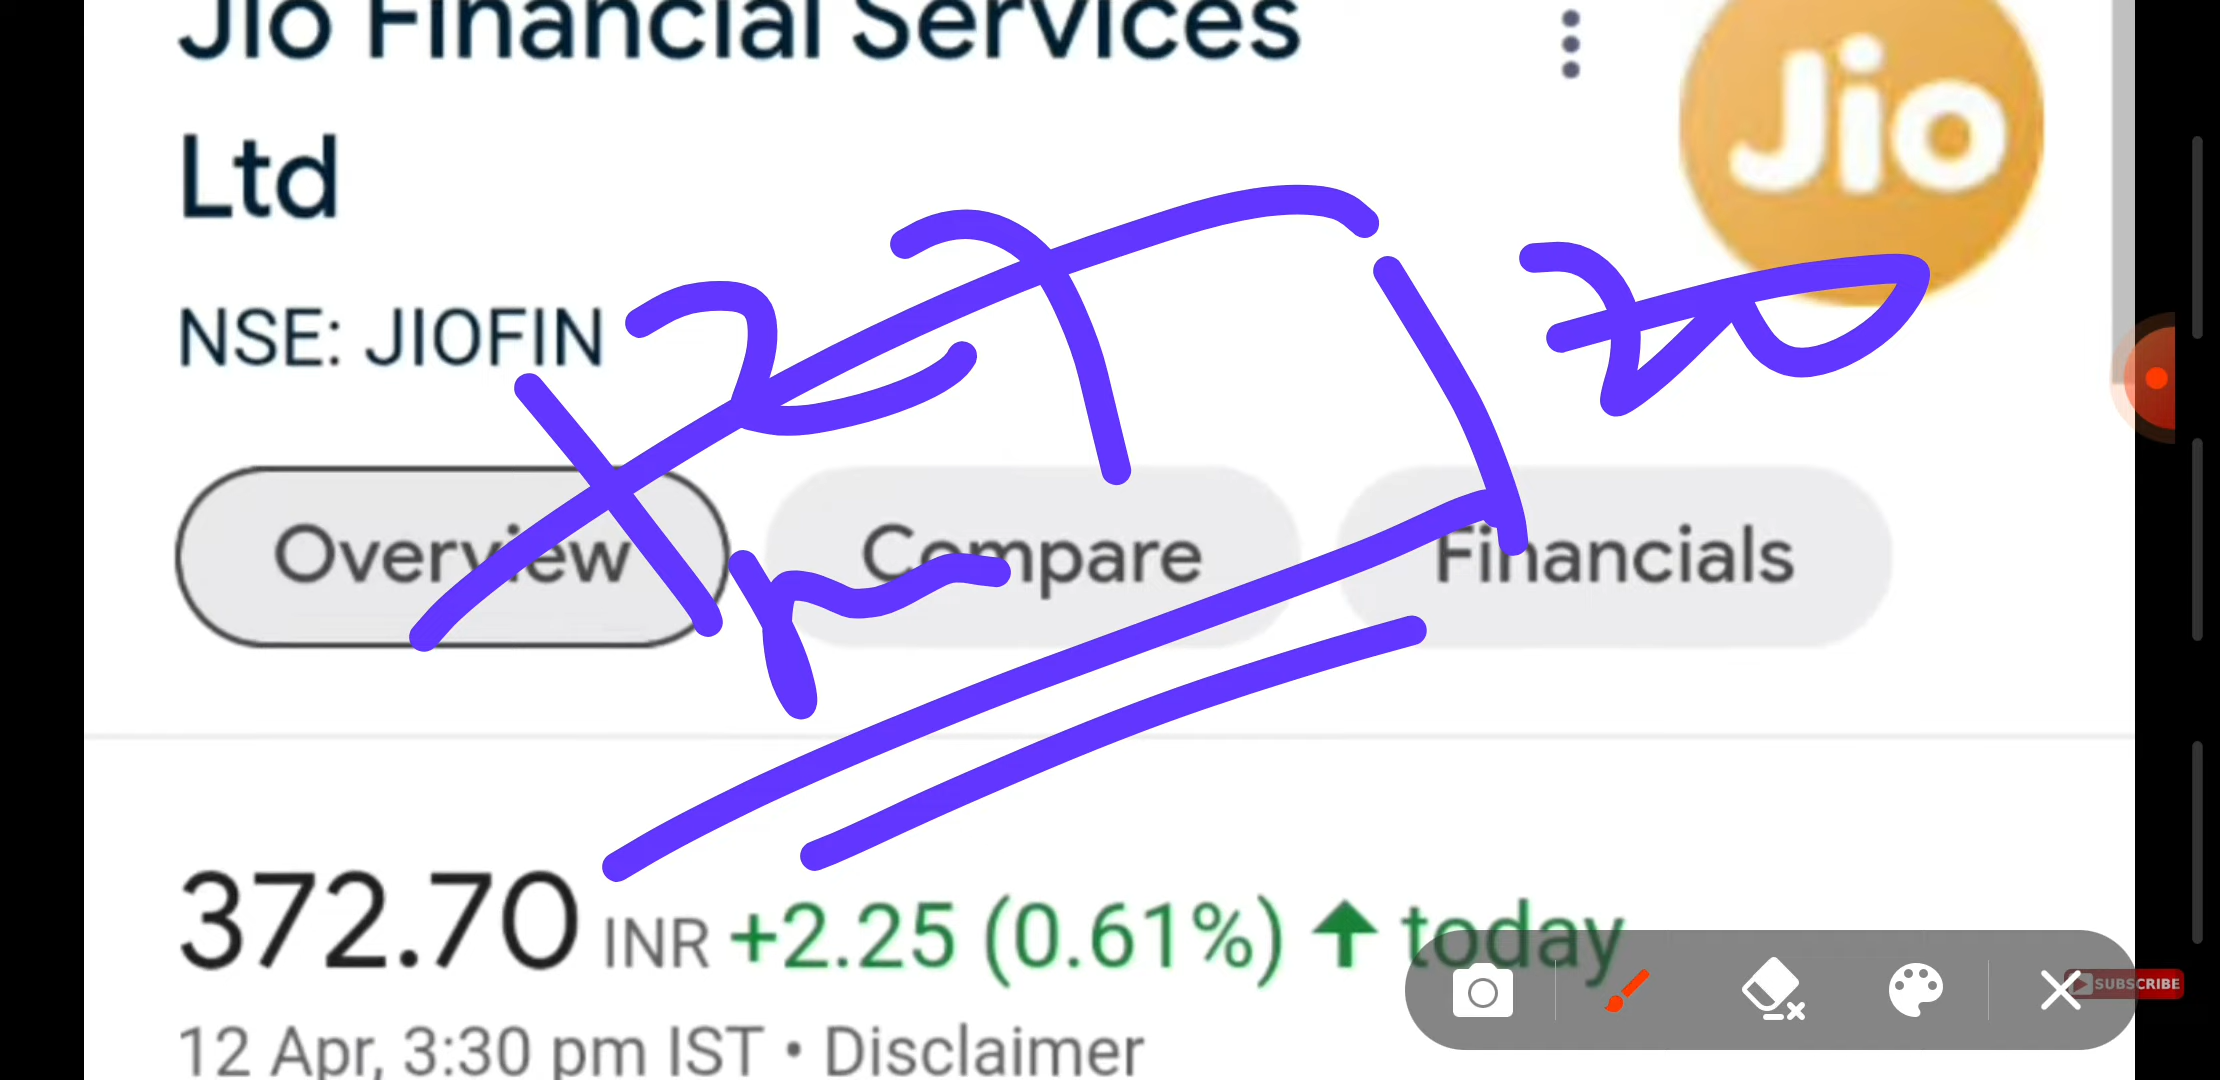 Jio Financial Services
Jio
Ltd
NSE: JIOFIN
Overview
Compare
Financials
372.70 INR +2.25 (0.61%) ↑ today
SUBSCRIBE
12 Apr, 3:30 pm IST • Disclaimer